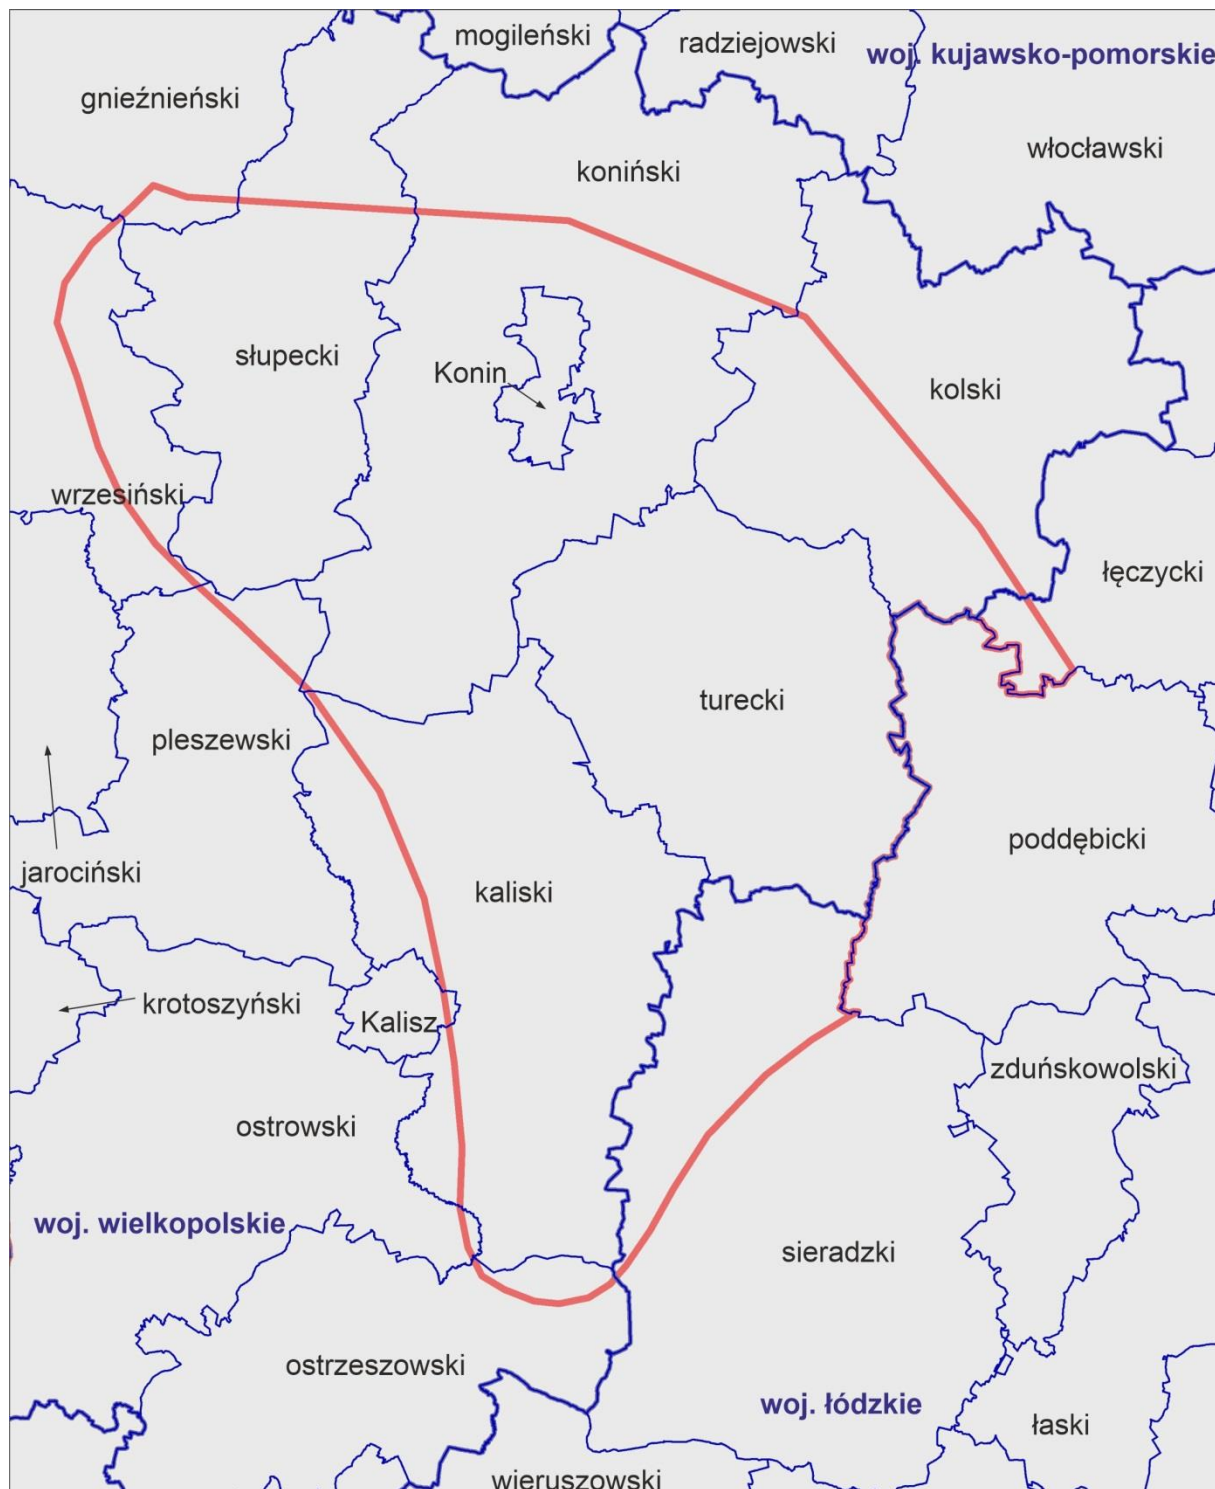 mogileński
radziejowski
woj. kujawsko-pomorskie
gnieźnieński
włocławski
koniński
słupecki
Konin
kolski
wrzesiński
łęczycki
turecki
pleszewski
poddębicki
jarociński
kaliski
krotoszyński
Kalisz
zduńskowolski
ostrowski
woj. wielkopolskie
sieradzki
ostrzeszowski
woj. łódzkie
łaski
wieruszowski